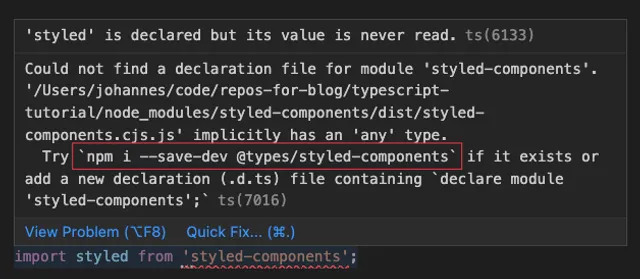 'styled' is declared but its value is never read. ts(6133)
Could not find a declaration file for module 'styled-components'.
'/Users/johannes/code/repos-for-blog/typescript-
tutorial/node_modules/styled-components/dist/styled-
components.cjs.js' implicitly has an 'any' type.
Try `npm i --save-dev @types/styled-components` if it exists or
add a new declaration (.d.ts) file containing `declare module
'styled-components';` ts(7016)
View Problem (⌥F8) Quick Fix... (⌘.)
import styled from 'styled-components';